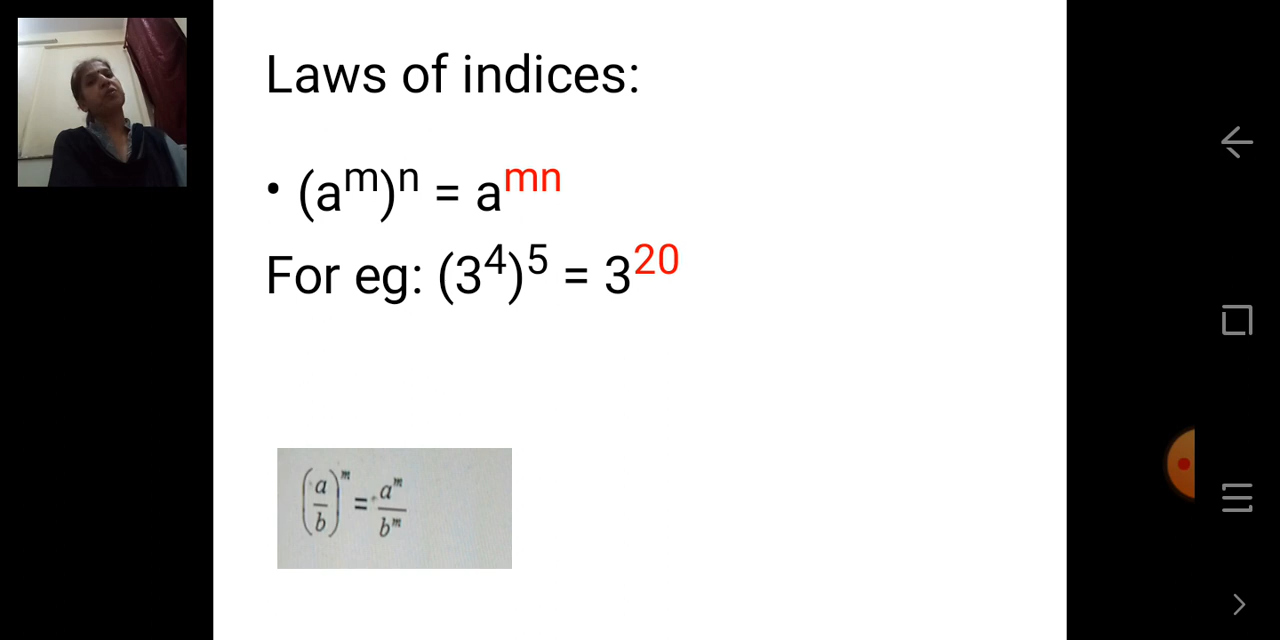 Laws of indices:
• (a^m)^n = a^mn
For eg: (3^4)^5 = 3^20
(a/b)^m = a^m/b^m